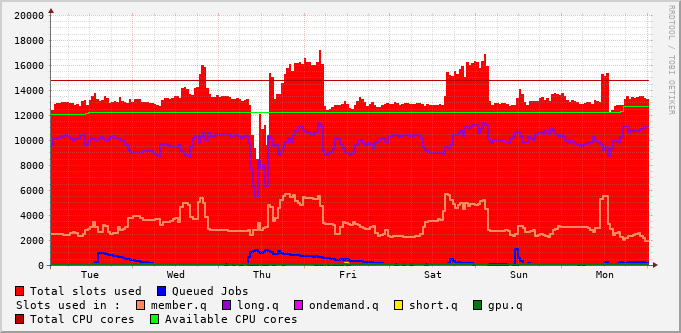 20000
18000
16000
14000
12000
10000
8000
6000
4000
2000
0
Tue Wed Thu Fri Sat Sun Mon
RRDTOOL / TOBI OETIKER
Total slots used Queued Jobs
Slots used in : member.q long.q ondemand.q short.q gpu.q
Total CPU cores Available CPU cores